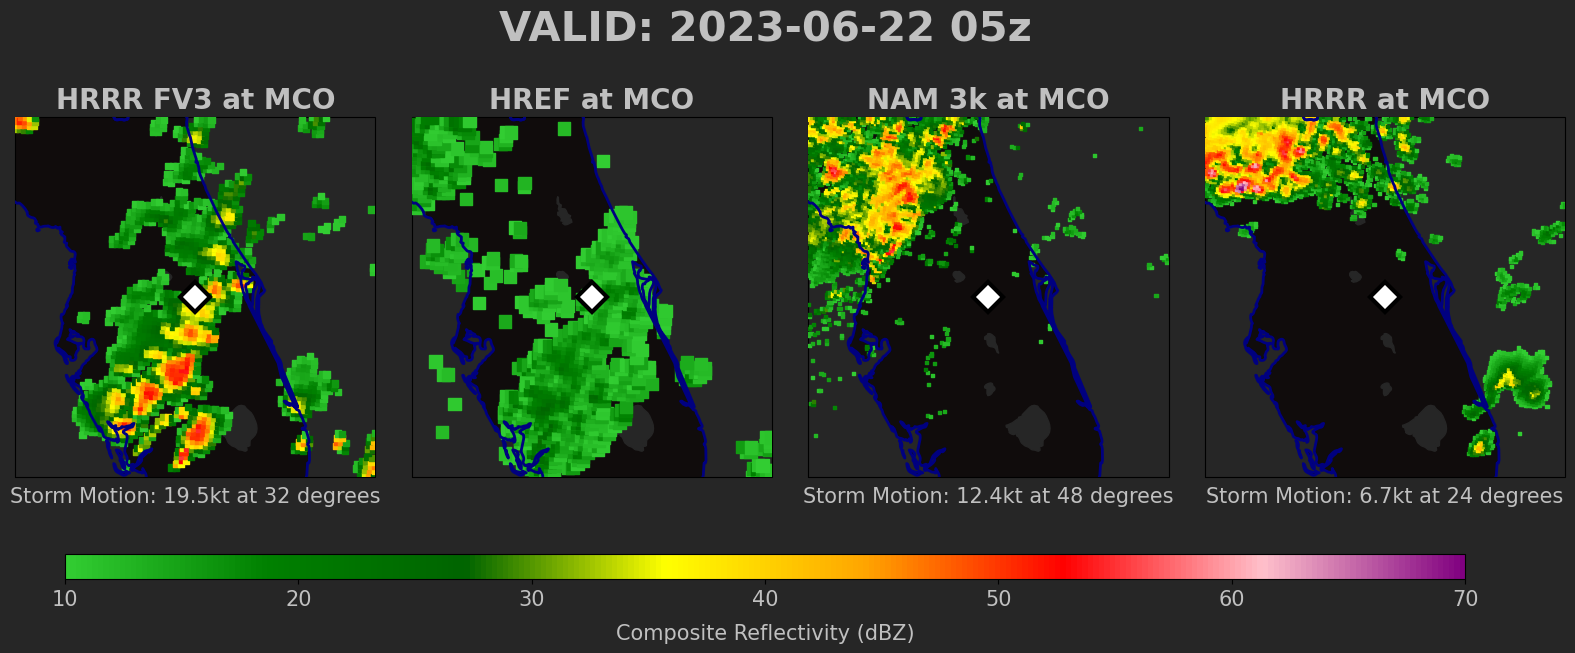 VALID: 2023-06-22 05z
HRRR FV3 at MCO
HREF at MCO
NAM 3k at MCO
HRRR at MCO
Storm Motion: 19.5kt at 32 degrees
Storm Motion: 12.4kt at 48 degrees
Storm Motion: 6.7kt at 24 degrees
10 20 30 40 50 60 70
Composite Reflectivity (dBZ)